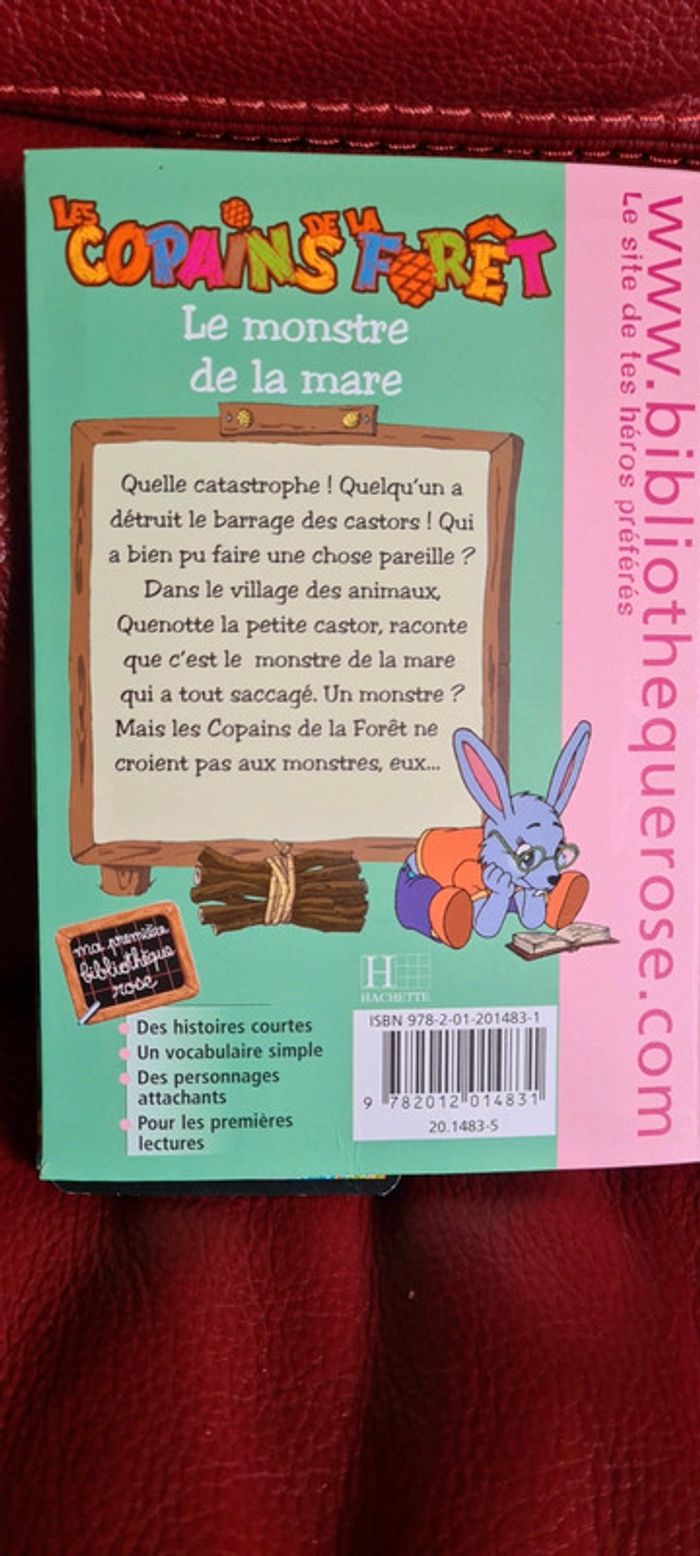 LES
COPAINS DE LA FORÊT
Le monstre
de la mare
Quelle catastrophe ! Quelqu'un a
détruit le barrage des castors ! Qui
a bien pu faire une chose pareille ?
Dans le village des animaux,
Quenotte la petite castor, raconte
que c'est le monstre de la mare
qui a tout saccagé. Un monstre ?
Mais les Copains de la Forêt ne
croient pas aux monstres, eux...
ma première
bibliothèque
rose
Des histoires courtes
Un vocabulaire simple
Des personnages
attachants
Pour les premières
lectures
H
HACHETTE
ISBN 978-2-01-201483-1
9 782012 014831
20.1483-5
www.bibliothequerose.com
Le site de tes héros préférés